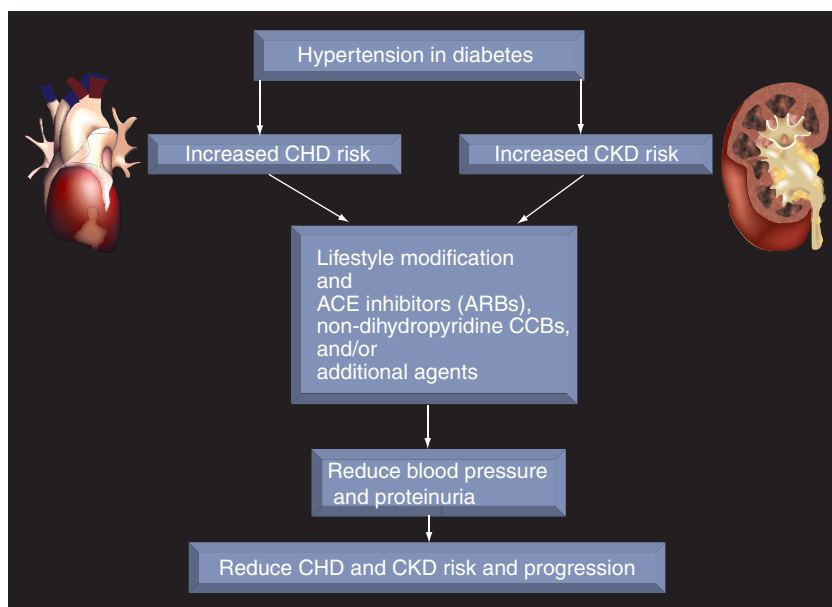 Hypertension in diabetes
Increased CHD risk
Increased CKD risk
Lifestyle modification
and
ACE inhibitors (ARBs),
non-dihydropyridine CCBs,
and/or
additional agents
Reduce blood pressure
and proteinuria
Reduce CHD and CKD risk and progression